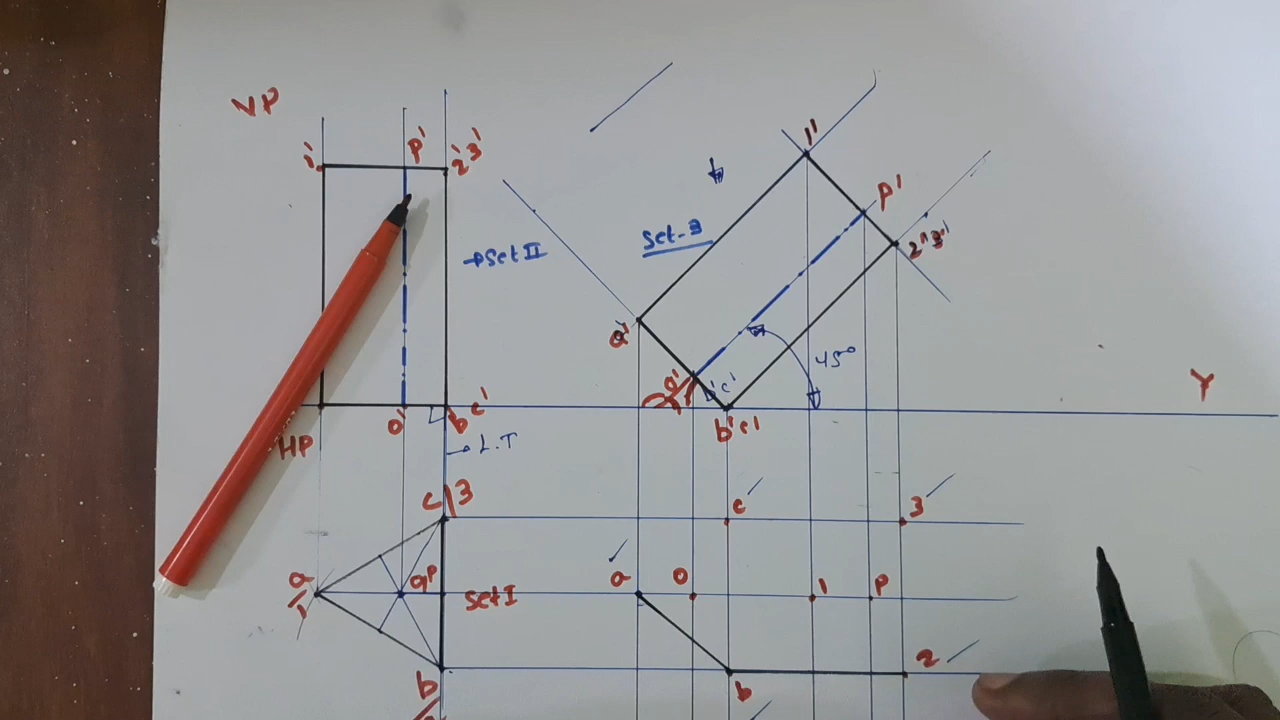 VP
1' P' 2' 3'
→Set II
HP
o' b' c'
L.T
c/3
a/1
o P
Set I
b
1'
P'
2' 3'
Set-3
a'
o'
c'
b'c'
45°
Y
c
3
a o 1 P
b
2